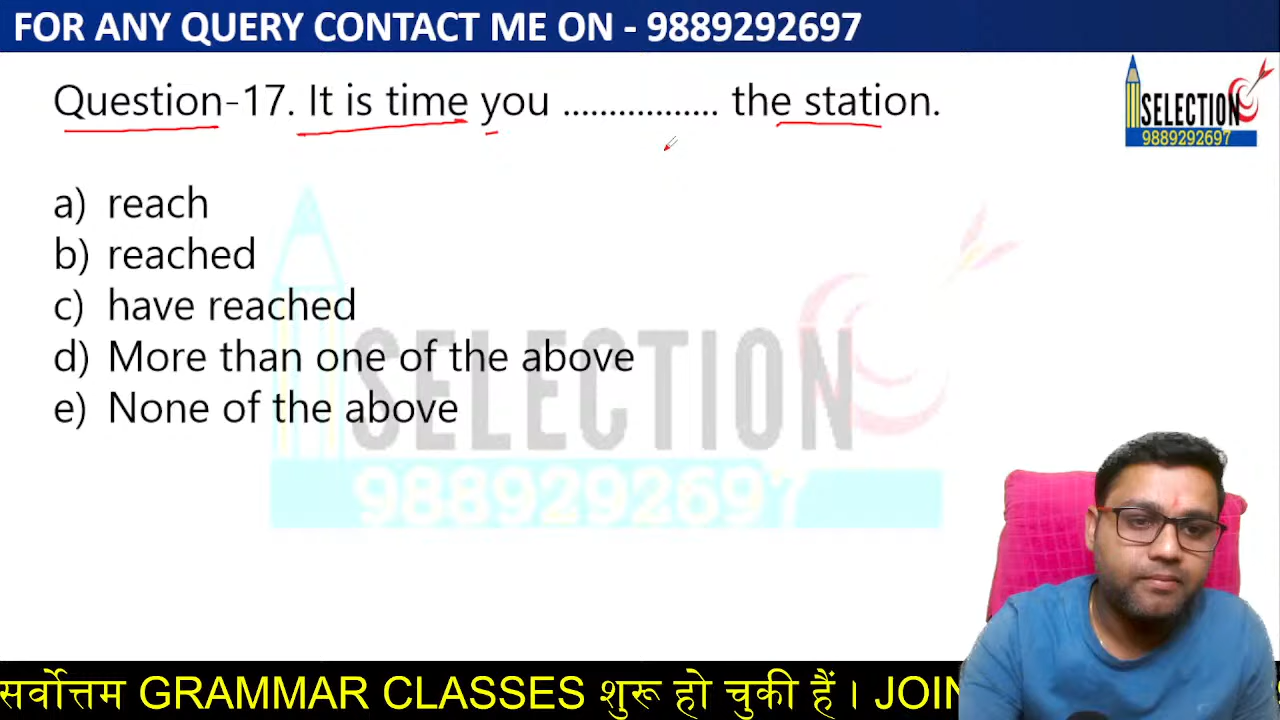 FOR ANY QUERY CONTACT ME ON - 9889292697
Question-17. It is time you ................. the station.
SELECTION
9889292697
a) reach
b) reached
c) have reached
d) More than one of the above
e) None of the above
SELECTION
9889292697
सर्वोत्तम GRAMMAR CLASSES शुरू हो चुकी हैं। JOIN